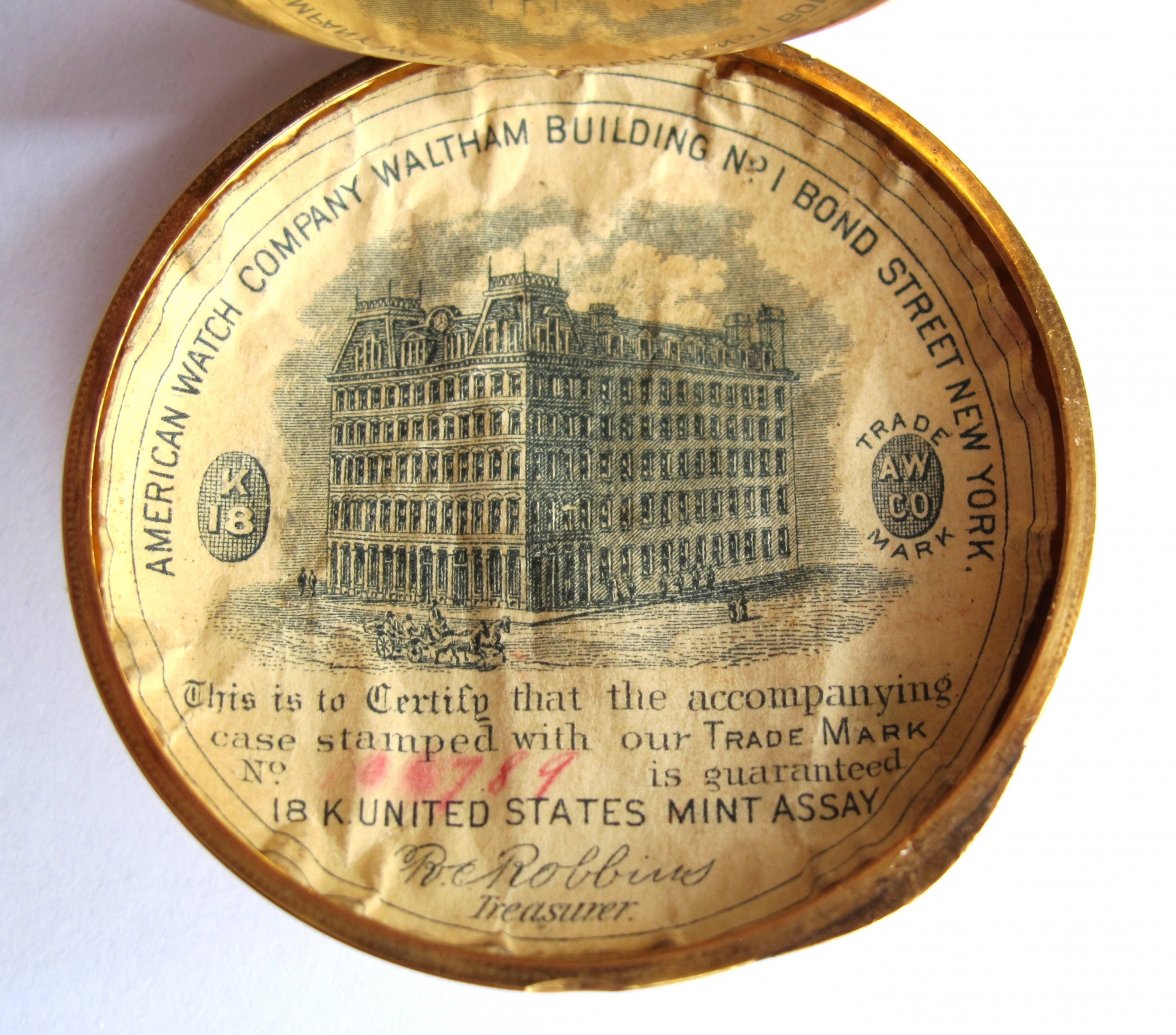 AMERICAN WATCH COMPANY WALTHAM BUILDING No. 1 BOND STREET NEW YORK.
K
18
TRADE
AW
CO
MARK
This is to Certify that the accompanying
case stamped with our TRADE MARK
No. is guaranteed
18 K. UNITED STATES MINT ASSAY
R. E. Robbins
Treasurer.